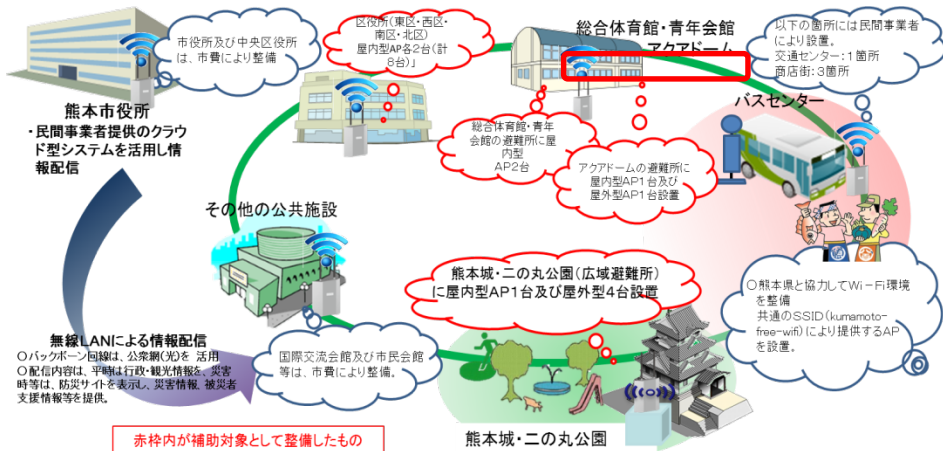 市役所及び中央区役所
は、市費により整備
区役所(東区・西区・
南区・北区)
屋内型AP各2台(計
8台)」
総合体育館・青年会館
アクアドーム
以下の箇所には民間事業者
により設置。
交通センター:1箇所
商店街:3箇所
バスセンター
熊本市役所
・民間事業者提供のクラウ
ド型システムを活用し情
報配信
総合体育館・青年
会館の避難所に屋
内型
AP2台
アクアドームの避難所に
屋内型AP1台及び
屋外型AP1台設置
その他の公共施設
熊本城・二の丸公園(広域避難所)
に屋内型AP1台及び屋外型4台設置
○熊本県と協力してWi-Fi環境
を整備
共通のSSID(kumamoto-
free-wifi)により提供するAP
を設置。
無線LANによる情報配信
○バックボーン回線は、公衆網(光)を 活用
○配信内容は、平時は行政・観光情報を、災害
時等は、防災サイトを表示し、災害情報、被災者
支援情報等を提供。
国際交流会館及び市民会館
等は、市費により整備。
熊本城・二の丸公園
赤枠内が補助対象として整備したもの